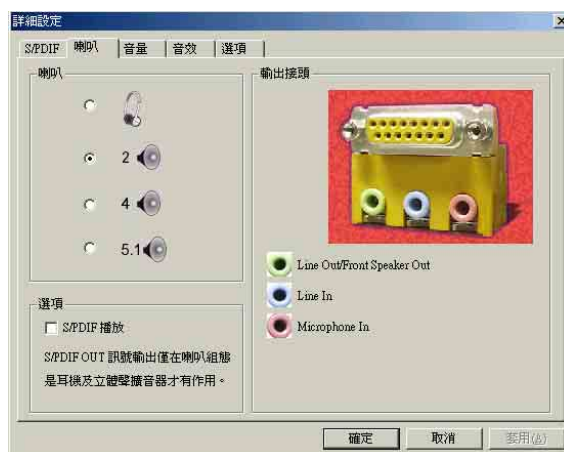 詳細設定
S/PDIF 喇叭 音量 音效 選項
喇叭
2
4
5.1
選項
S/PDIF 播放
S/PDIF OUT 訊號輸出僅在喇叭組態
是耳機及立體聲擴音器才有作用。
輸出接頭
Line Out/Front Speaker Out
Line In
Microphone In
確定 取消 套用(A)